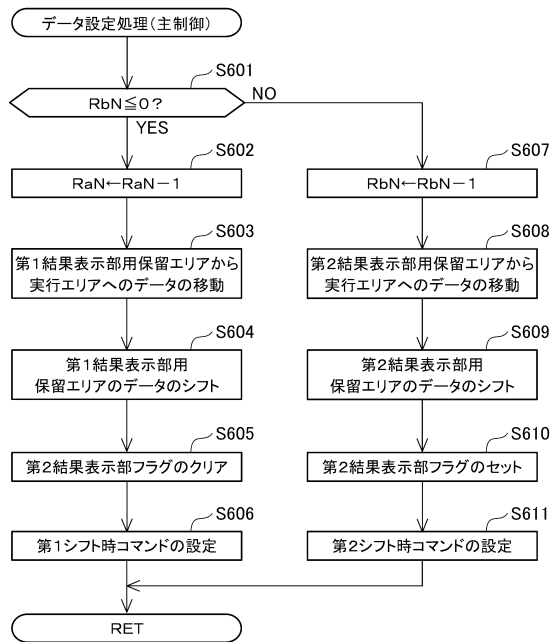 データ設定処理(主制御)
S601
RbN≦0?
NO
YES
S602
RaN←RaN－1
S603
第1結果表示部用保留エリアから
実行エリアへのデータの移動
S604
第1結果表示部用
保留エリアのデータのシフト
S605
第2結果表示部フラグのクリア
S606
第1シフト時コマンドの設定
S607
RbN←RbN－1
S608
第2結果表示部用保留エリアから
実行エリアへのデータの移動
S609
第2結果表示部用
保留エリアのデータのシフト
S610
第2結果表示部フラグのセット
S611
第2シフト時コマンドの設定
RET